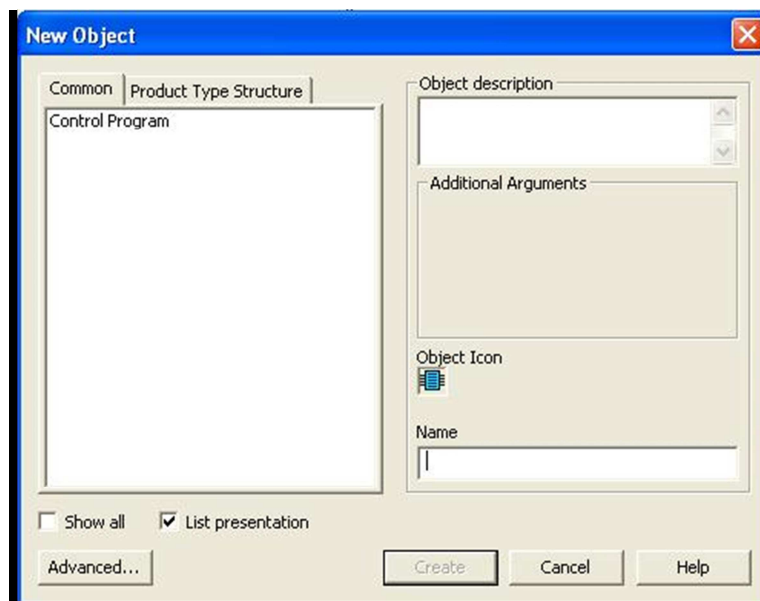 New Object
Common
Product Type Structure
Control Program
Object description
Additional Arguments
Object Icon
Name
Show all
List presentation
Advanced...
Create
Cancel
Help